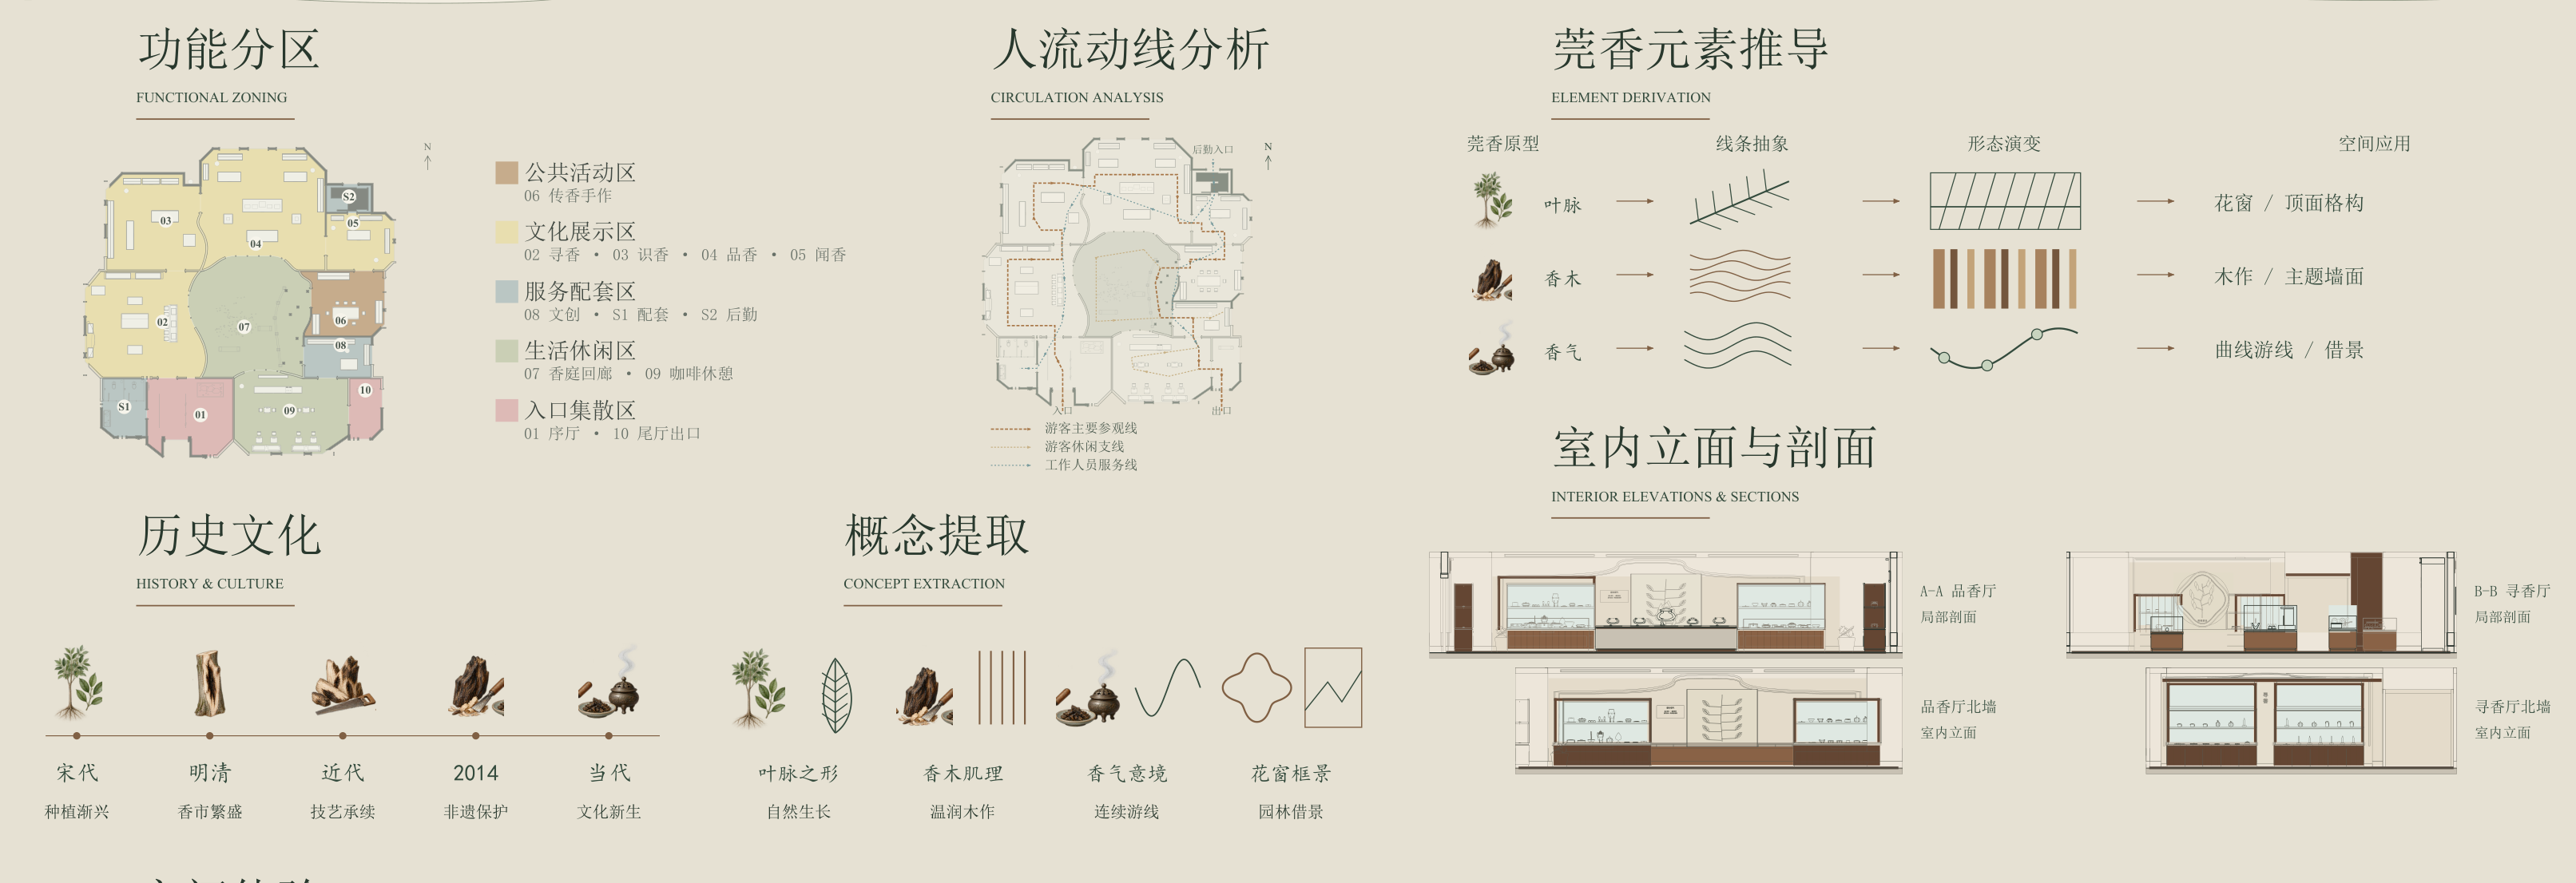 功能分区
FUNCTIONAL ZONING
N
03
04
S2
05
02
07
06
08
S1
01
09
10
公共活动区
06 传香手作
文化展示区
02 寻香 • 03 识香 • 04 品香 • 05 闻香
服务配套区
08 文创 • S1 配套 • S2 后勤
生活休闲区
07 香庭回廊 • 09 咖啡休憩
入口集散区
01 序厅 • 10 尾厅出口
人流动线分析
CIRCULATION ANALYSIS
后勤入口
N
入口
出口
游客主要参观线
游客休闲支线
工作人员服务线
莞香元素推导
ELEMENT DERIVATION
莞香原型 线条抽象 形态演变 空间应用
叶脉 花窗 / 顶面格构
香木 木作 / 主题墙面
香气 曲线游线 / 借景
历史文化
HISTORY & CULTURE
宋代 明清 近代 2014 当代
种植渐兴 香市繁盛 技艺承续 非遗保护 文化新生
概念提取
CONCEPT EXTRACTION
叶脉之形 香木肌理 香气意境 花窗框景
自然生长 温润木作 连续游线 园林借景
室内立面与剖面
INTERIOR ELEVATIONS & SECTIONS
A-A 品香厅
局部剖面
B-B 寻香厅
局部剖面
品香厅北墙
室内立面
寻香厅北墙
室内立面